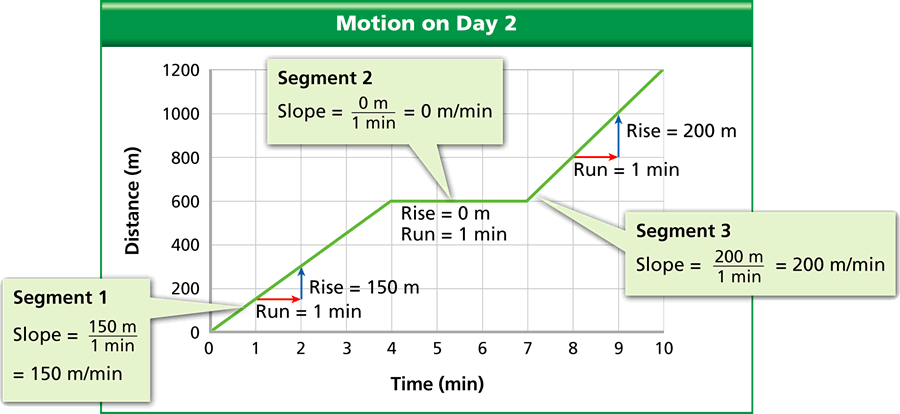 Motion on Day 2
Segment 2
Slope = 0 m / 1 min = 0 m/min
1200
1000
800
600
400
200
0
Distance (m)
Rise = 200 m
Run = 1 min
Rise = 0 m
Run = 1 min
Segment 3
Slope = 200 m / 1 min = 200 m/min
Rise = 150 m
Run = 1 min
Segment 1
Slope = 150 m / 1 min
= 150 m/min
0 1 2 3 4 5 6 7 8 9 10
Time (min)